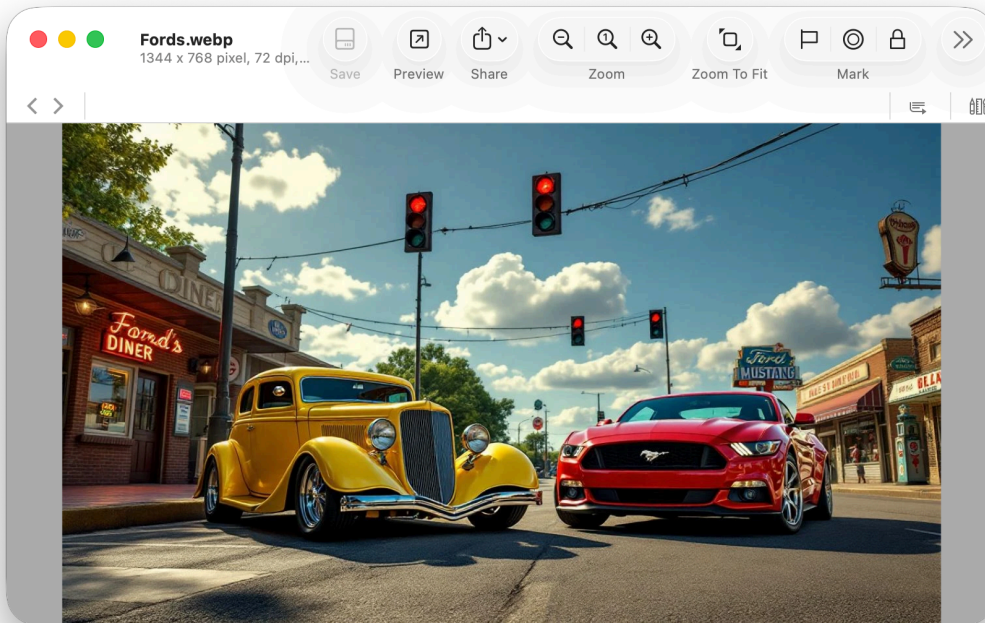 Fords.webp
1344 x 768 pixel, 72 dpi,...
Save
Preview
Share
Zoom
Zoom To Fit
Mark
DINER
Ford's
DINER
Ford
MUSTANG